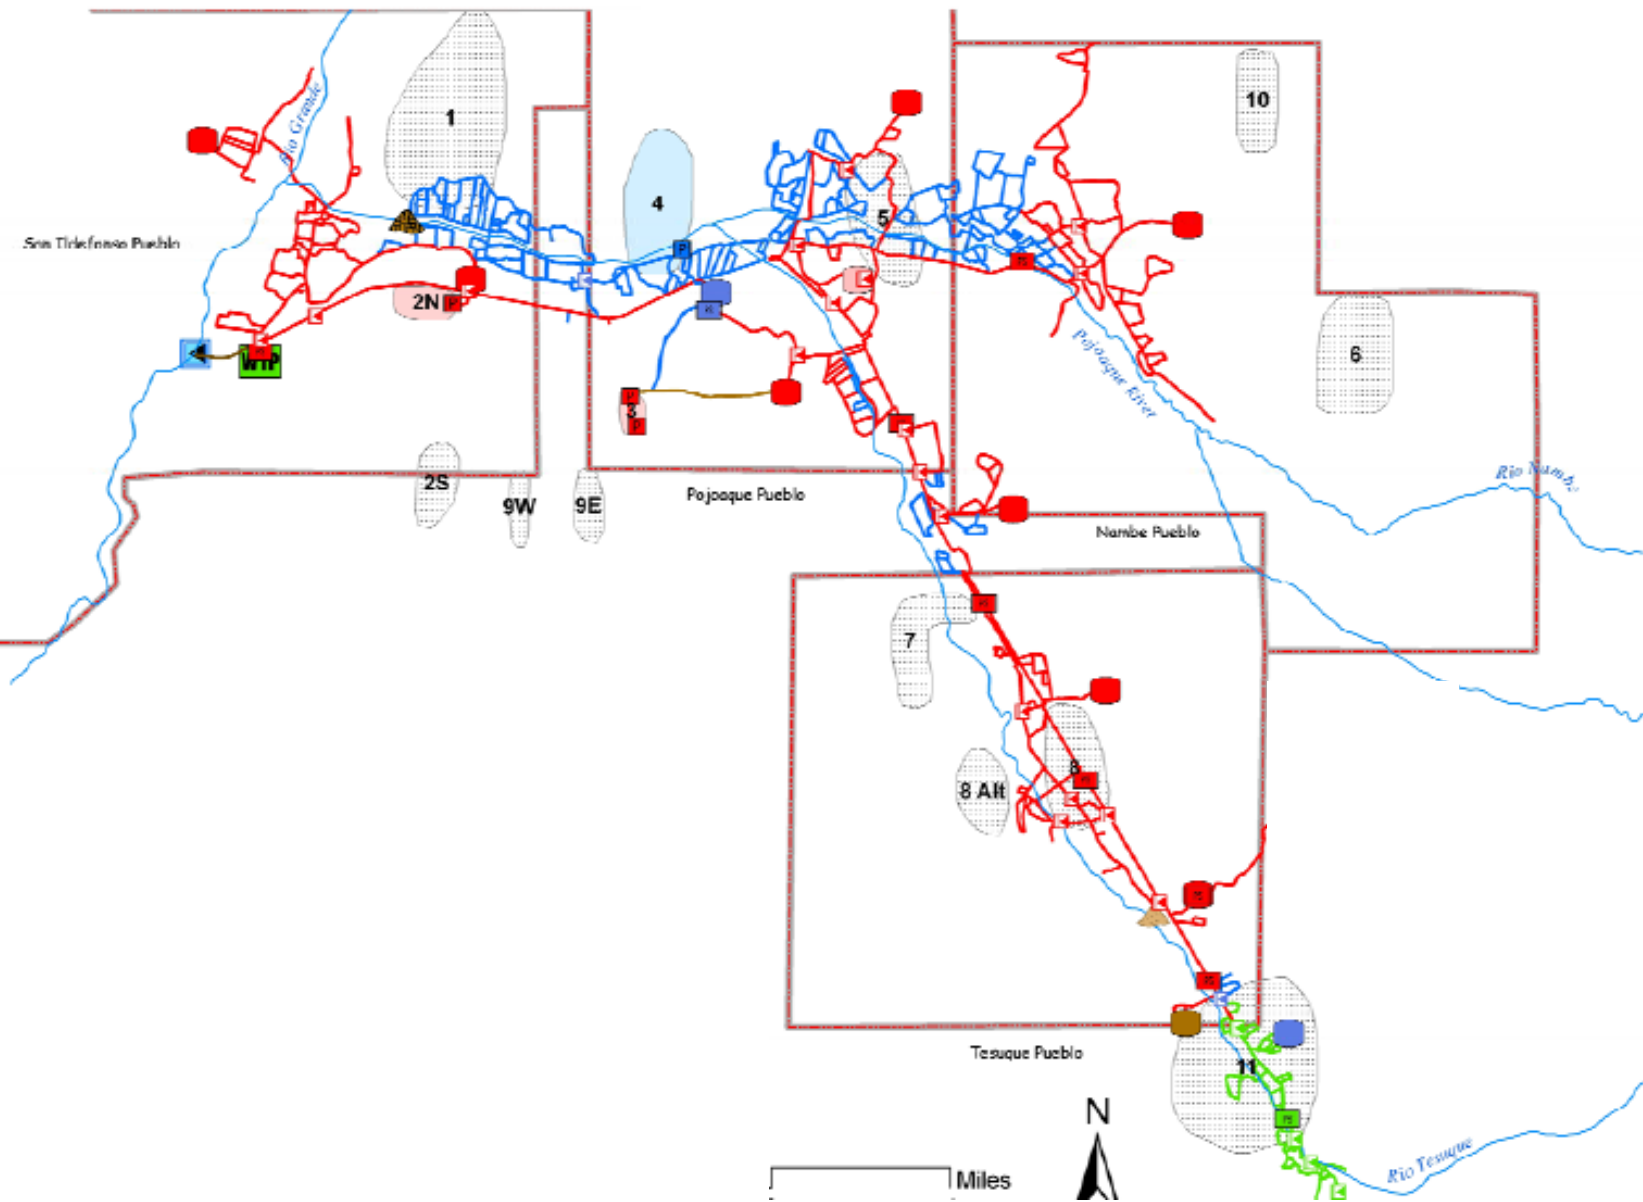 1
10
Rio Grande
4
5
San Ildefonso Pueblo
2N
P
P
WTP
6
Pojoaque River
P
3
P
2S
9W
9E
Pojoaque Pueblo
Rio Nambe
Nambe Pueblo
7
8
8 Alt
Tesuque Pueblo
11
N
Miles
Rio Tesuque